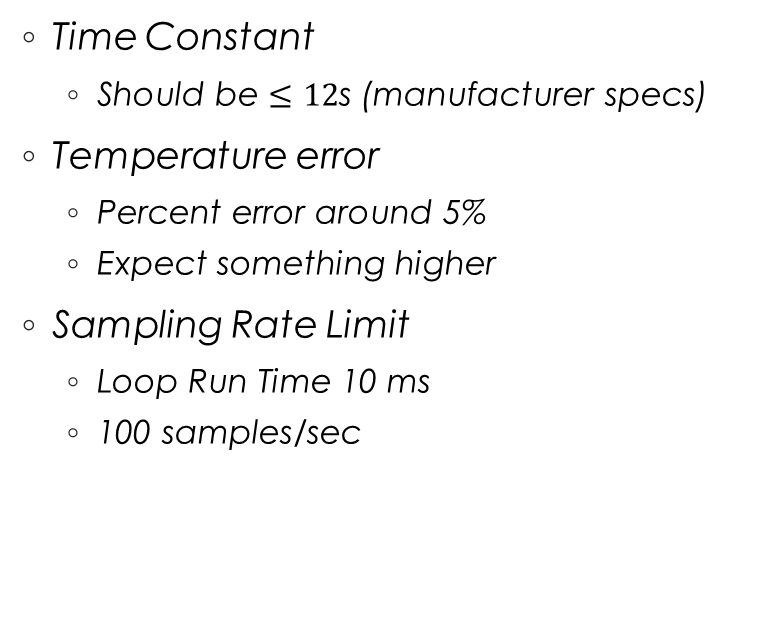 ◦ Time Constant
◦ Should be ≤ 12s (manufacturer specs)
◦ Temperature error
◦ Percent error around 5%
◦ Expect something higher
◦ Sampling Rate Limit
◦ Loop Run Time 10 ms
◦ 100 samples/sec